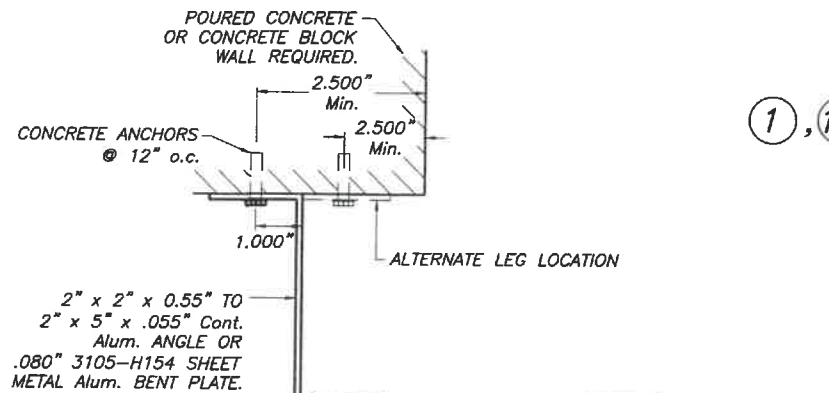 POURED CONCRETE
OR CONCRETE BLOCK
WALL REQUIRED.
2.500"
Min.
2.500"
Min.
CONCRETE ANCHORS
@ 12" o.c.
1.000"
ALTERNATE LEG LOCATION
2" x 2" x 0.55" TO
2" x 5" x .055" Cont.
Alum. ANGLE OR
.080" 3105-H154 SHEET
METAL Alum. BENT PLATE.
1 ,